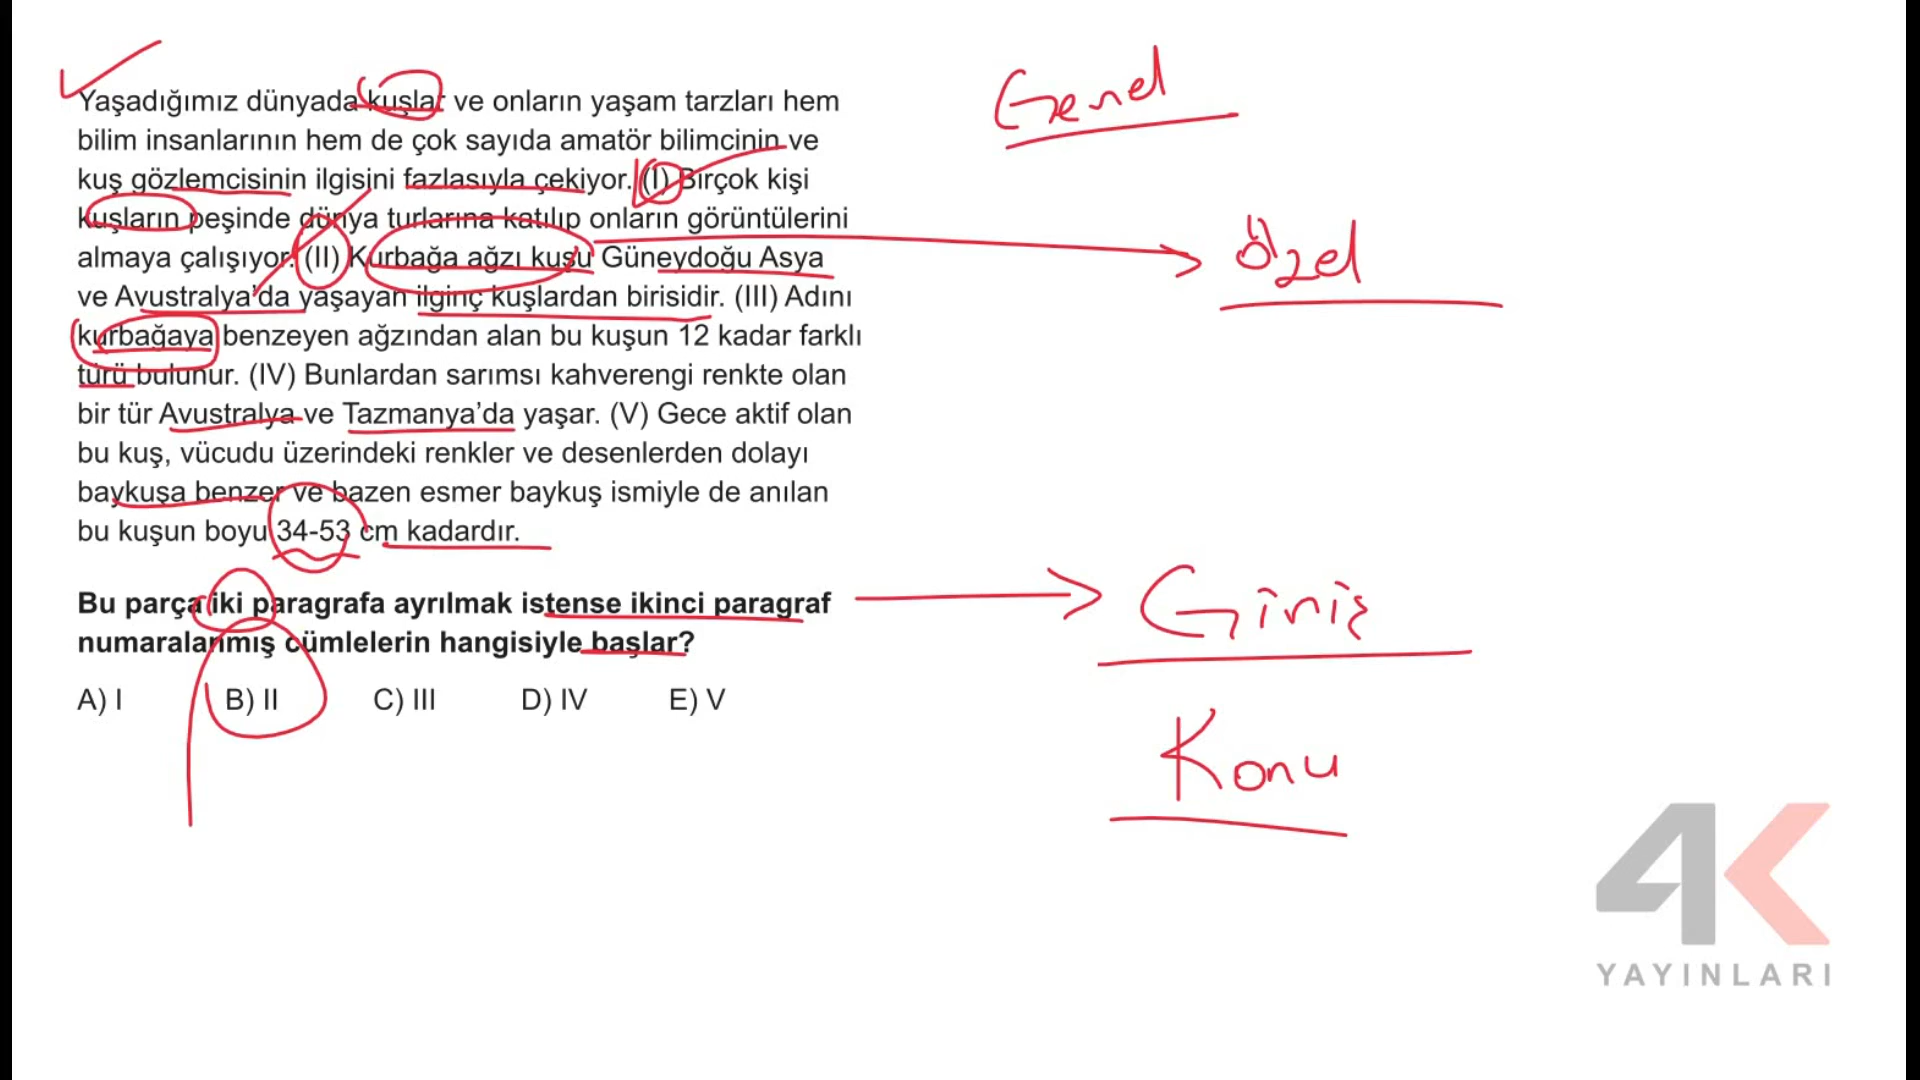 Yaşadığımız dünyada kuşlar ve onların yaşam tarzları hem
bilim insanlarının hem de çok sayıda amatör bilimcinin ve
kuş gözlemcisinin ilgisini fazlasıyla çekiyor. (I) Birçok kişi
kuşların peşinde dünya turlarına katılıp onların görüntülerini
almaya çalışıyor. (II) Kurbağa ağzı kuşu Güneydoğu Asya
ve Avustralya'da yaşayan ilginç kuşlardan birisidir. (III) Adını
kurbağaya benzeyen ağzından alan bu kuşun 12 kadar farklı
türü bulunur. (IV) Bunlardan sarımsı kahverengi renkte olan
bir tür Avustralya ve Tazmanya'da yaşar. (V) Gece aktif olan
bu kuş, vücudu üzerindeki renkler ve desenlerden dolayı
baykuşa benzer ve bazen esmer baykuş ismiyle de anılan
bu kuşun boyu 34-53 cm kadardır.
Bu parça iki paragrafa ayrılmak istense ikinci paragraf
numaralanmış cümlelerin hangisiyle başlar?
A) I B) II C) III D) IV E) V
Genel
Özel
Giriş
Konu
4K
YAYINLARI